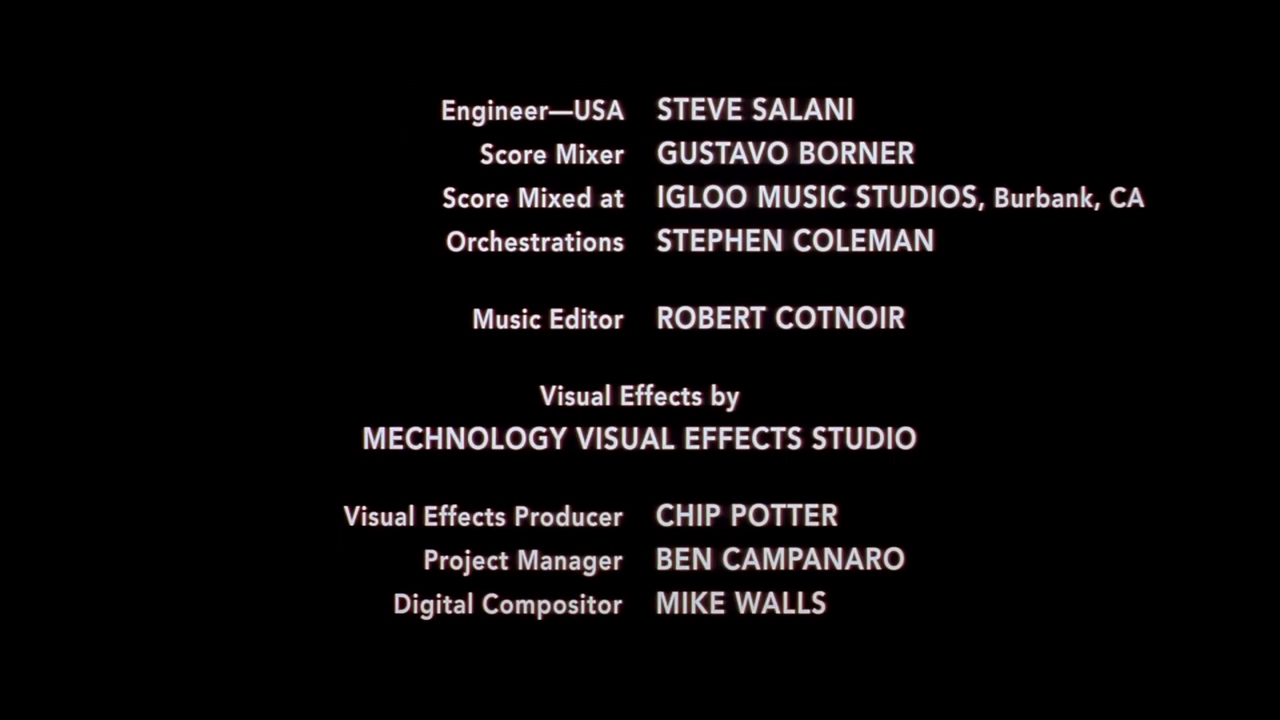 Engineer—USA STEVE SALANI
Score Mixer GUSTAVO BORNER
Score Mixed at IGLOO MUSIC STUDIOS, Burbank, CA
Orchestrations STEPHEN COLEMAN
Music Editor ROBERT COTNOIR
Visual Effects by
MECHNOLOGY VISUAL EFFECTS STUDIO
Visual Effects Producer CHIP POTTER
Project Manager BEN CAMPANARO
Digital Compositor MIKE WALLS